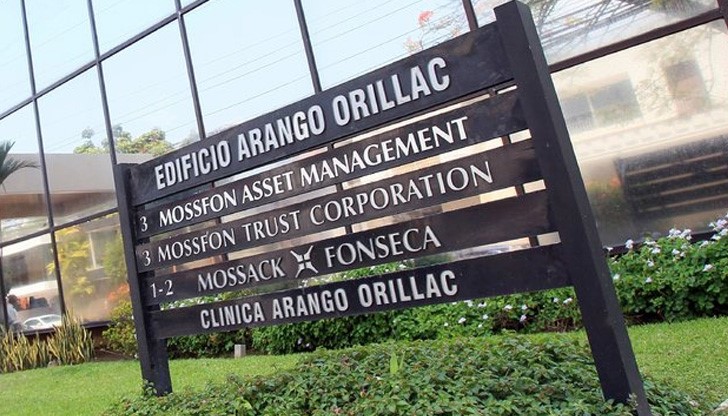 EDIFICIO ARANGO ORILLAC
3 MOSSFON ASSET MANAGEMENT
3 MOSSFON TRUST CORPORATION
1-2 MOSSACK FONSECA
CLINICA ARANGO ORILLAC